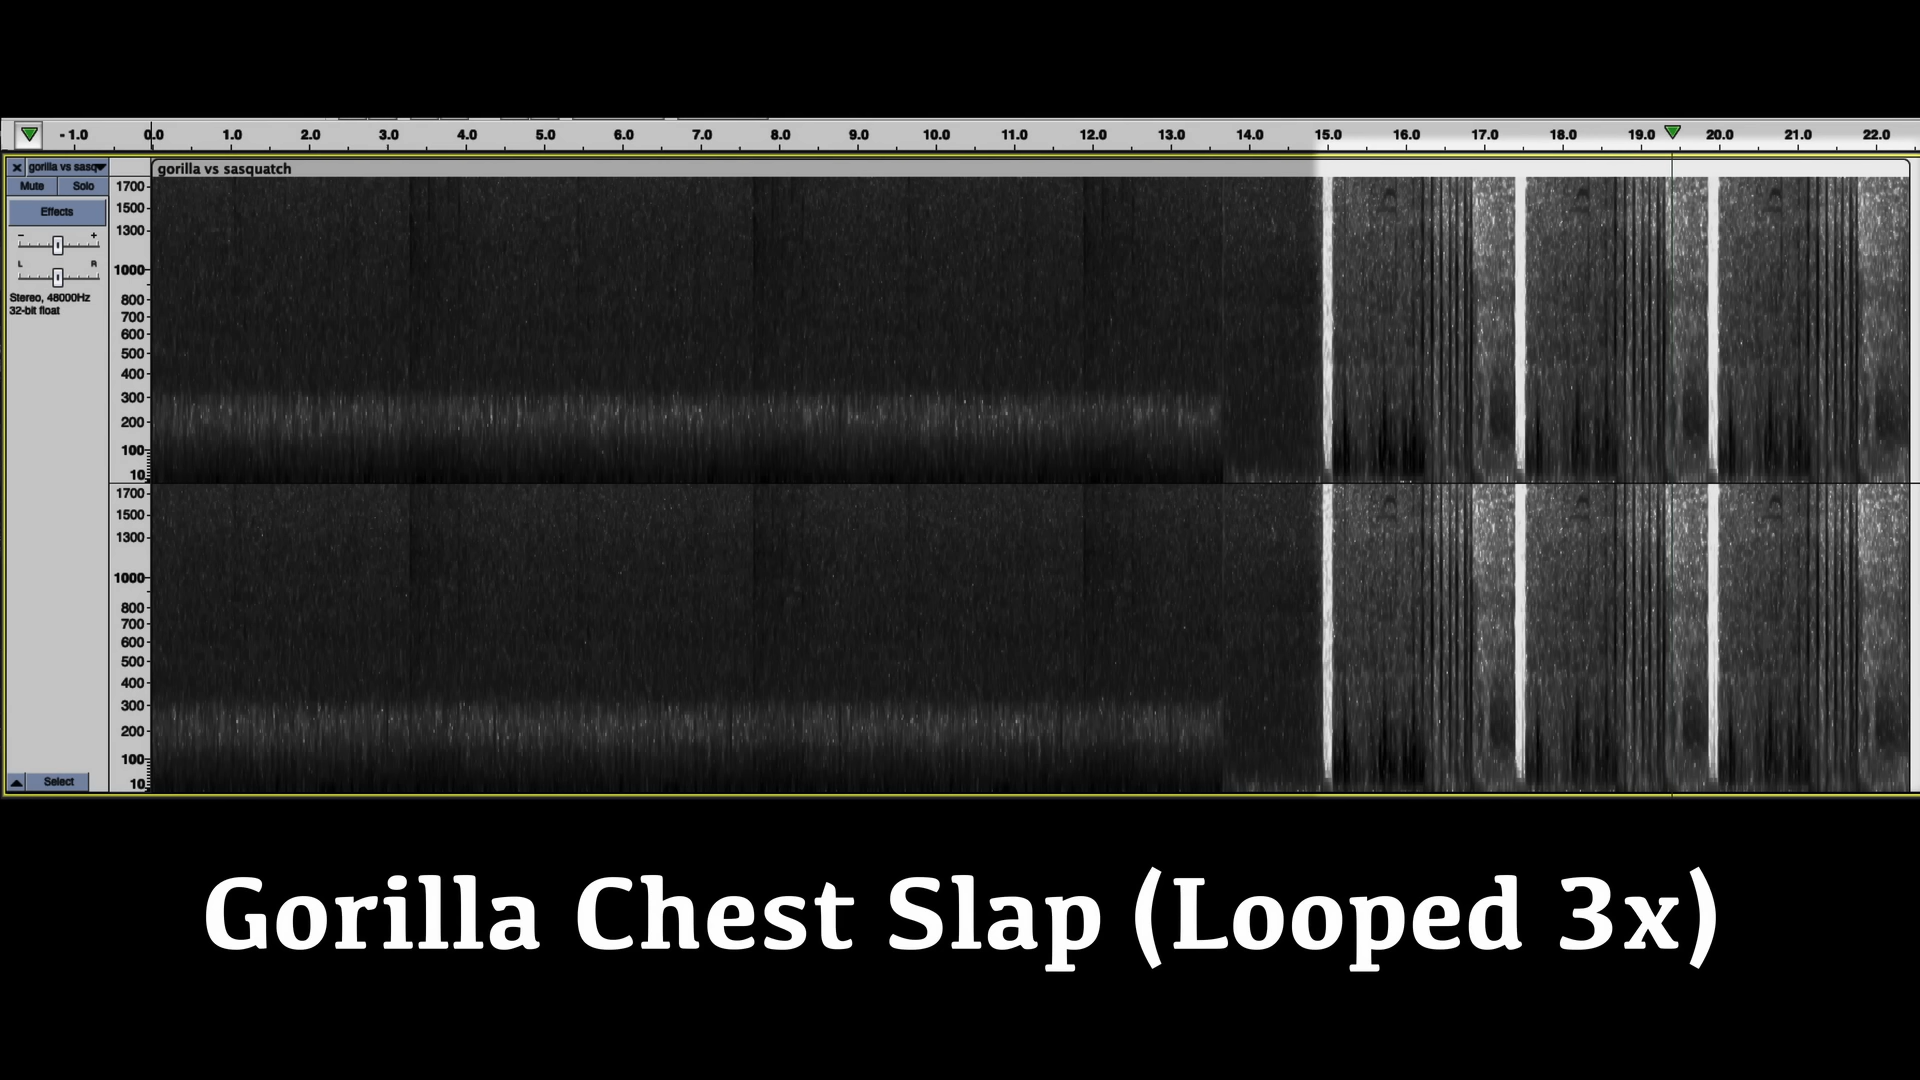 - 1.0 0.0 1.0 2.0 3.0 4.0 5.0 6.0 7.0 8.0 9.0 10.0 11.0 12.0 13.0 14.0 15.0 16.0 17.0 18.0 19.0 20.0 21.0 22.0
gorilla vs sasq
gorilla vs sasquatch
Mute Solo
Effects
- +
L R
Stereo, 48000Hz
32-bit float
1700
1500
1300
1000
800
700
600
500
400
300
200
100
10
1700
1500
1300
1000
800
700
600
500
400
300
200
100
10
Select
Gorilla Chest Slap (Looped 3x)